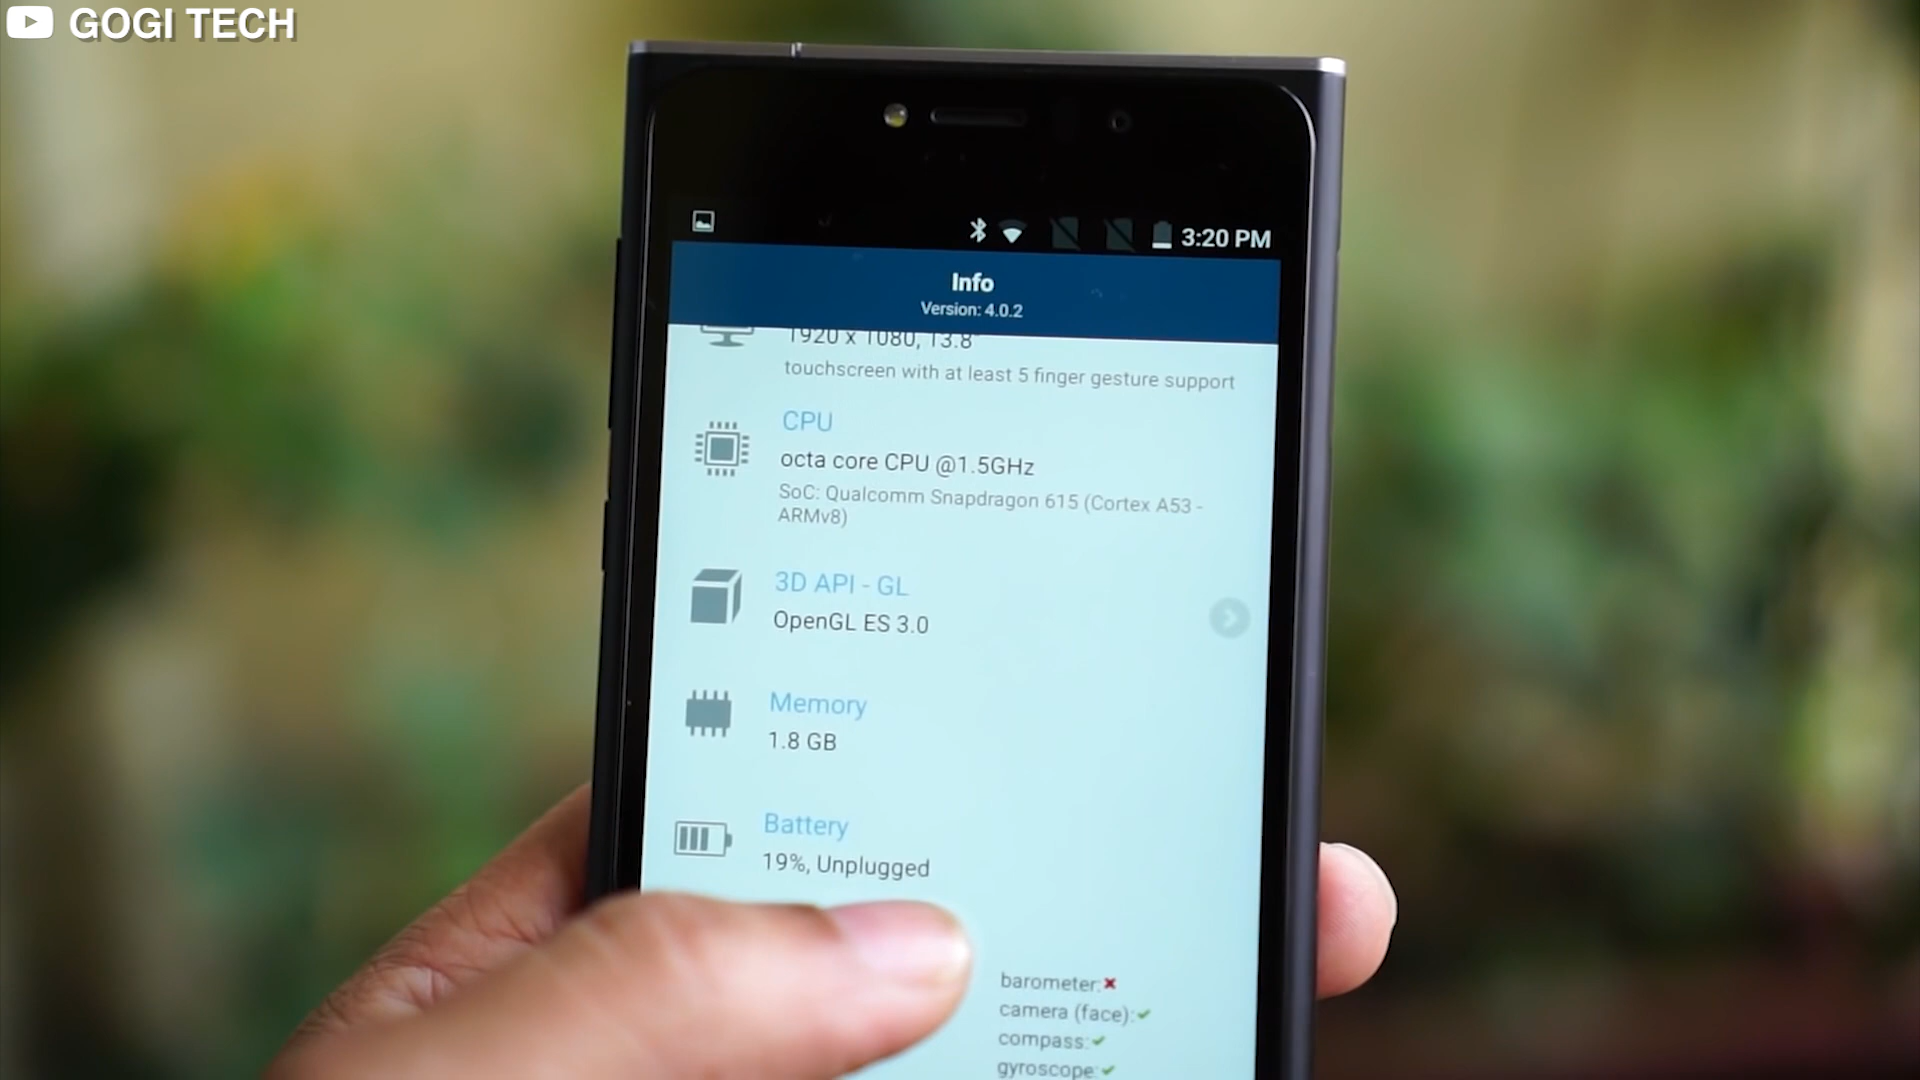 GOGI TECH
3:20 PM
Info
Version: 4.0.2
1920 x 1080, 13.8
touchscreen with at least 5 finger gesture support
CPU
octa core CPU @1.5GHz
SoC: Qualcomm Snapdragon 615 (Cortex A53 -
ARMv8)
3D API - GL
OpenGL ES 3.0
Memory
1.8 GB
Battery
19%, Unplugged
barometer:
camera (face):
compass:
gyroscope: